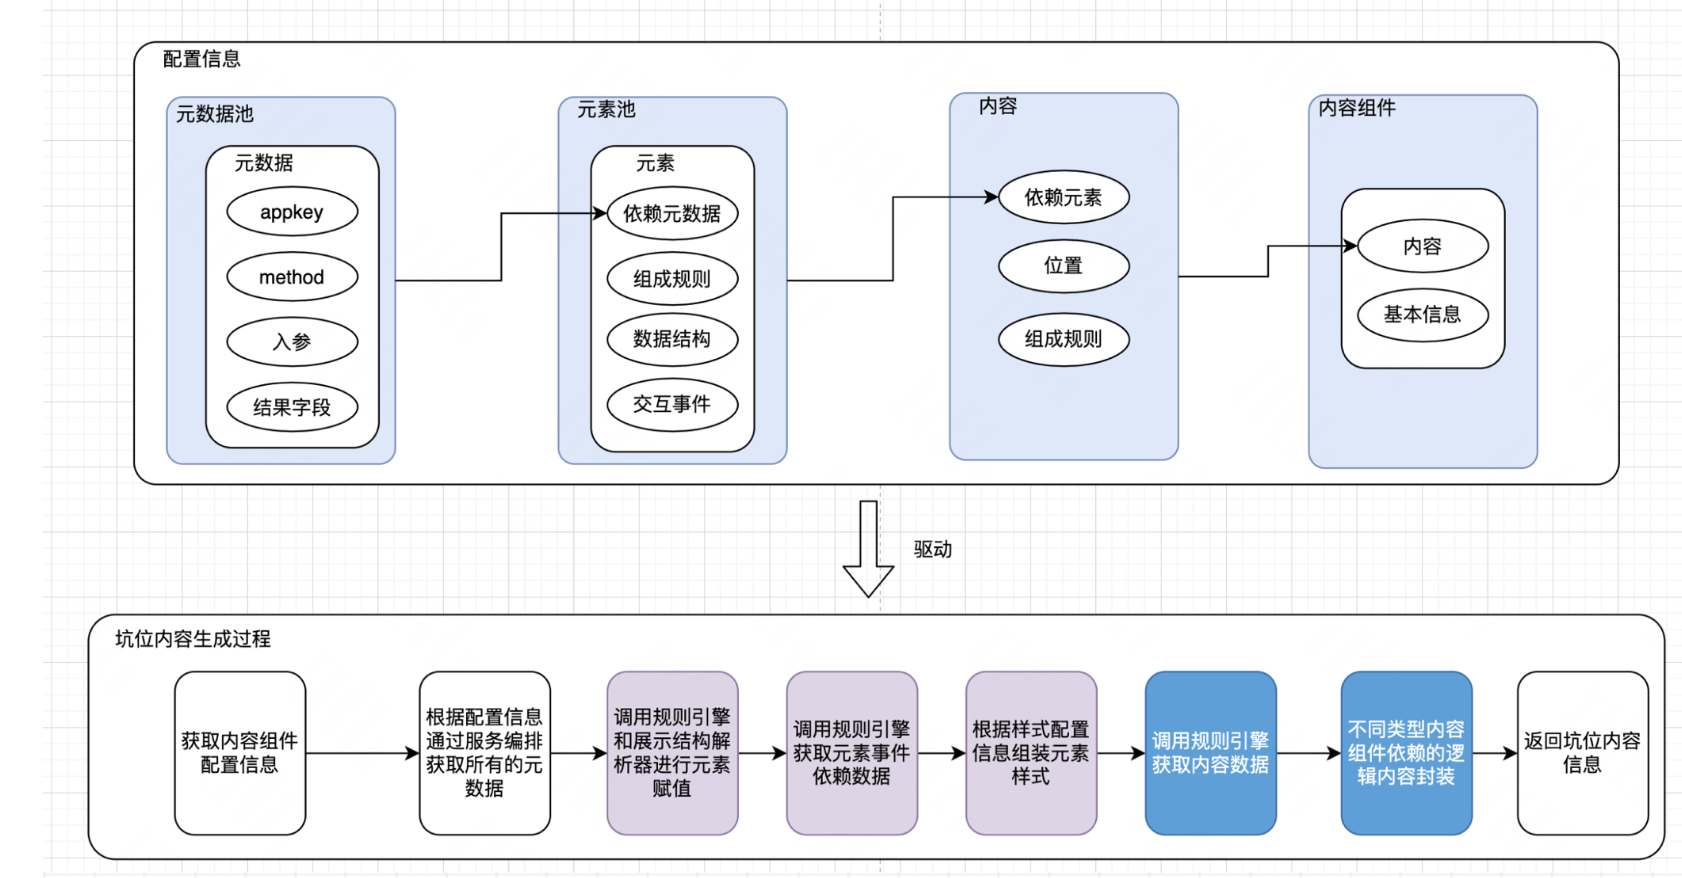 配置信息
元数据池
元数据
appkey
method
入参
结果字段
元素池
元素
依赖元数据
组成规则
数据结构
交互事件
内容
依赖元素
位置
组成规则
内容组件
内容
基本信息
驱动
坑位内容生成过程
获取内容组件
配置信息
根据配置信息
通过服务编排
获取所有的元
数据
调用规则引擎
和展示结构解
析器进行元素
赋值
调用规则引擎
获取元素事件
依赖数据
根据样式配置
信息组装元素
样式
调用规则引擎
获取内容数据
不同类型内容
组件依赖的逻
辑内容封装
返回坑位内容
信息